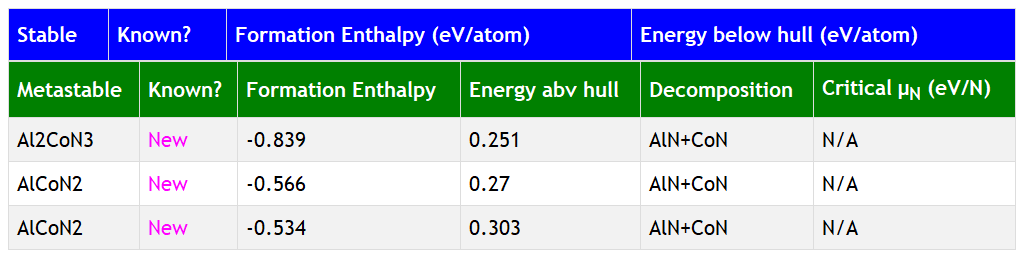 Stable Known? Formation Enthalpy (eV/atom) Energy below hull (eV/atom)
Metastable Known? Formation Enthalpy Energy abv hull Decomposition Critical μN (eV/N)
Al2CoN3 New -0.839 0.251 AlN+CoN N/A
AlCoN2 New -0.566 0.27 AlN+CoN N/A
AlCoN2 New -0.534 0.303 AlN+CoN N/A